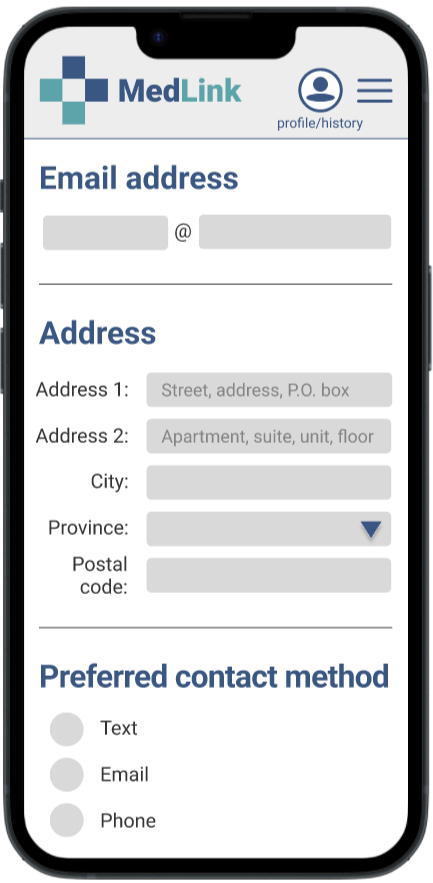 MedLink
profile/history
Email address
@
Address
Address 1: Street, address, P.O. box
Address 2: Apartment, suite, unit, floor
City:
Province:
Postal
code:
Preferred contact method
Text
Email
Phone